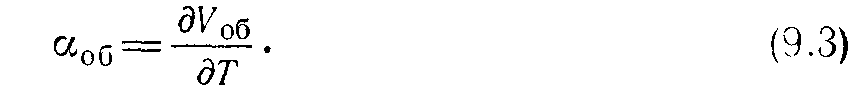 α_об = ∂V_об / ∂T . (9.3)